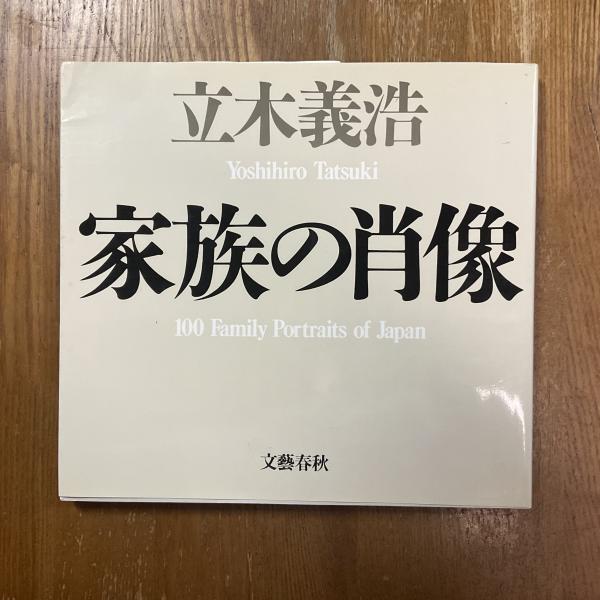 立木義浩
Yoshihiro Tatsuki
家族の肖像
100 Family Portraits of Japan
文藝春秋